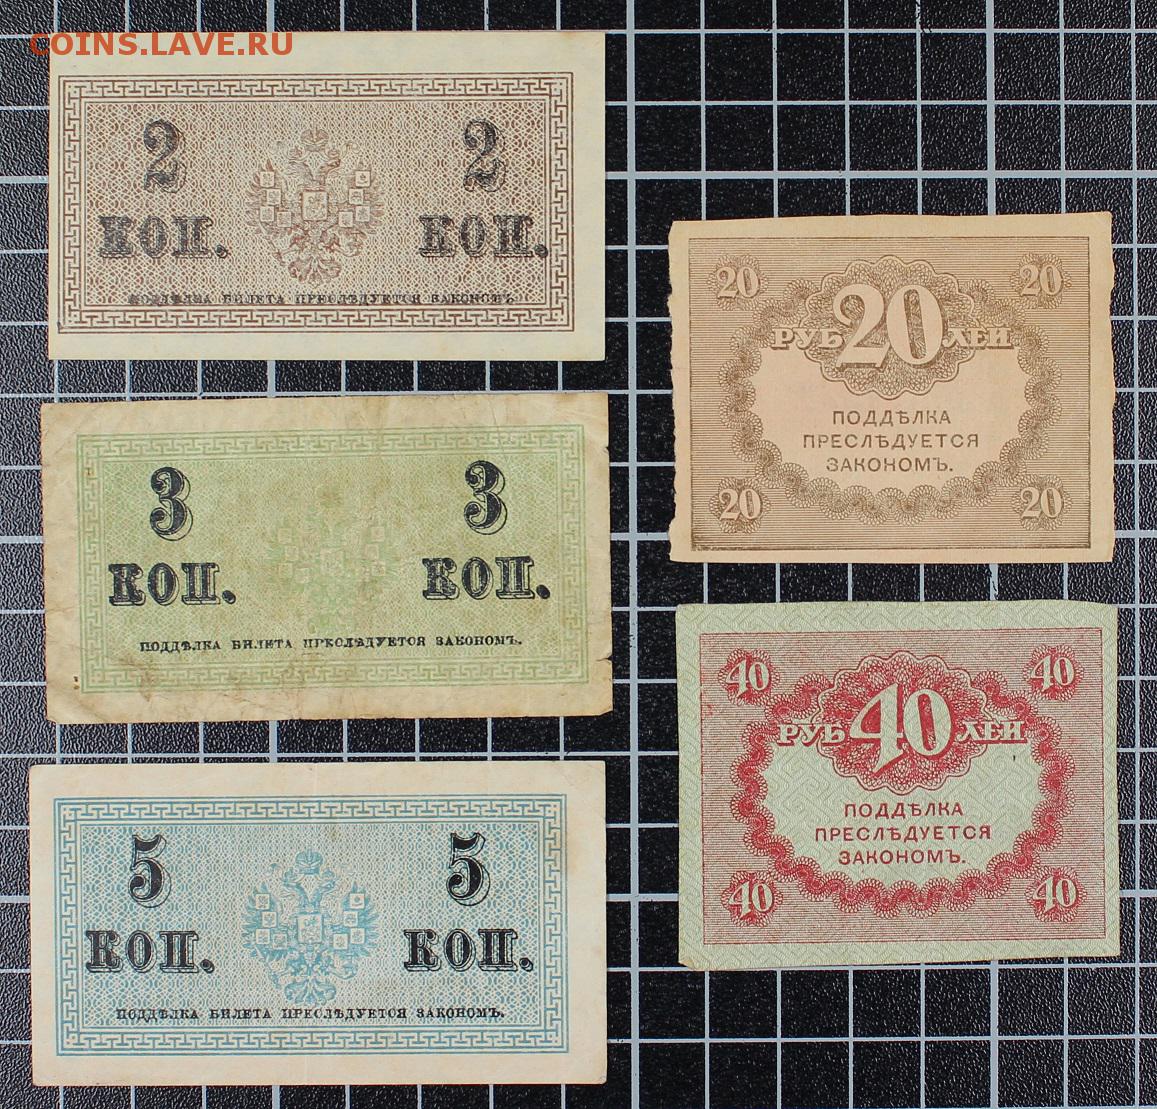 COINS.LAVE.RU
2 2
КОП. КОП.
ПОДДѢЛКА БИЛЕТА ПРЕСЛѢДУЕТСЯ ЗАКОНОМЪ.
3 3
КОП. КОП.
ПОДДѢЛКА БИЛЕТА ПРЕСЛѢДУЕТСЯ ЗАКОНОМЪ.
5 5
КОП. КОП.
ПОДДѢЛКА БИЛЕТА ПРЕСЛѢДУЕТСЯ ЗАКОНОМЪ.
20 20
РУБ 20 ЛЕЙ
ПОДДѢЛКА
ПРЕСЛѢДУЕТСЯ
ЗАКОНОМЪ.
20 20
40 40
РУБ 40 ЛЕЙ
ПОДДѢЛКА
ПРЕСЛѢДУЕТСЯ
ЗАКОНОМЪ.
40 40